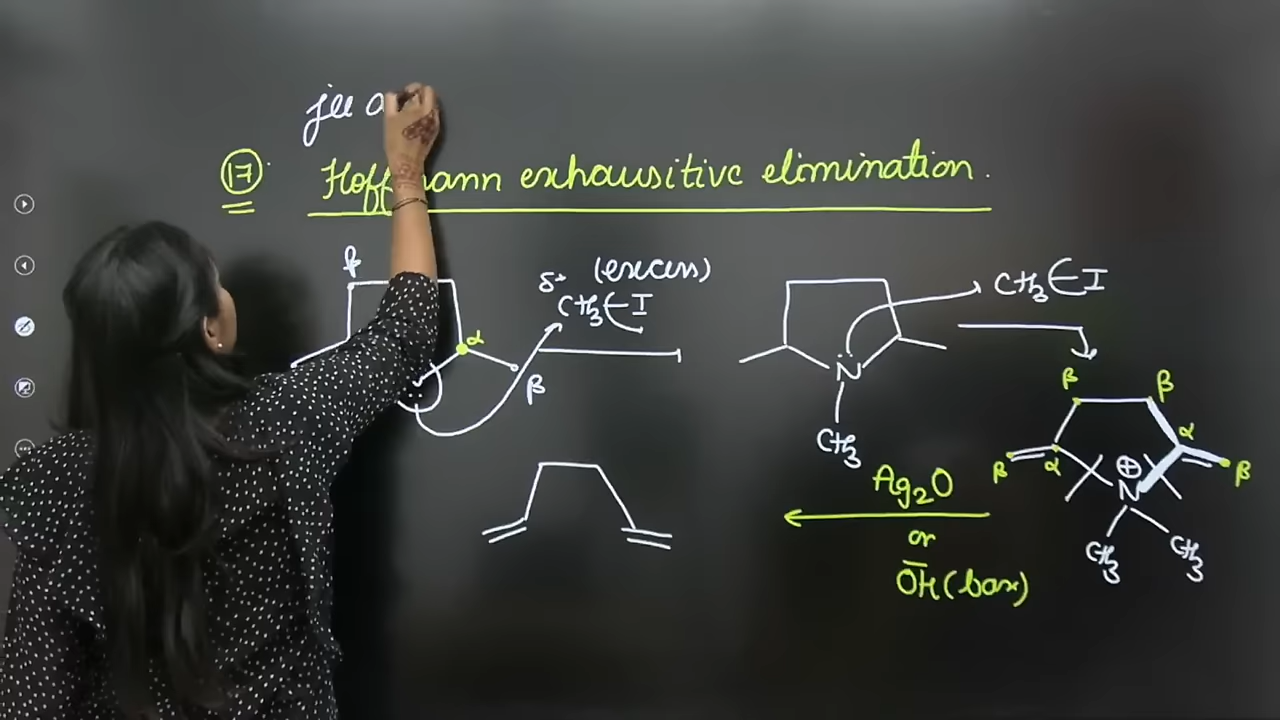 jee a
17 Hoffmann exhausitive elimination.
β
δ+ (excess)
CH3 I
α
β
N
CH3
CH3 I
β β
α α
β β
⊕
N
CH3 CH3
Ag2O
or
OH (base)